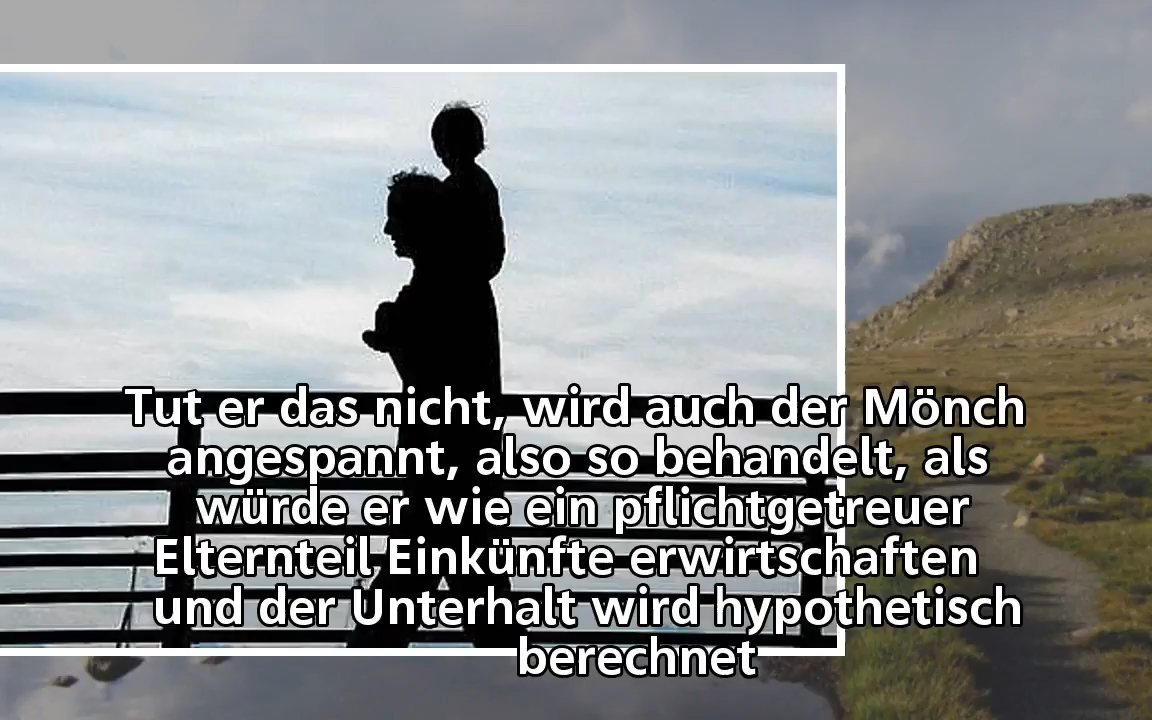 Tut er das nicht, wird auch der Mönch
angespannt, also so behandelt, als
würde er wie ein pflichtgetreuer
Elternteil Einkünfte erwirtschaften
und der Unterhalt wird hypothetisch
berechnet